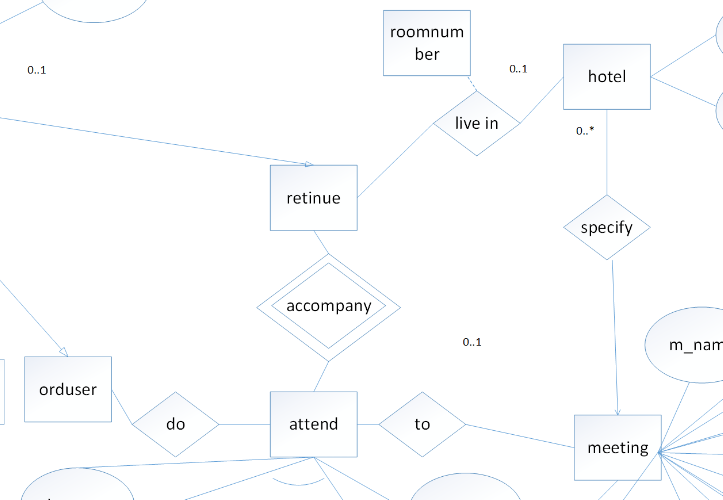 roomnum
ber
0..1
0..1
hotel
live in
0..*
retinue
specify
accompany
0..1
m_nam
orduser
do
attend
to
meeting